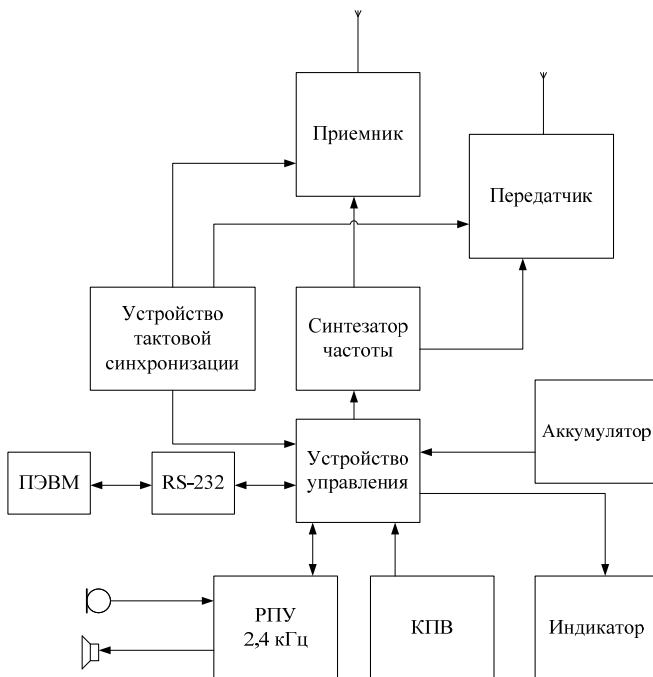 Приемник
Передатчик
Устройство
тактовой
синхронизации
Синтезатор
частоты
Аккумулятор
Устройство
управления
ПЭВМ
RS-232
РПУ
2,4 кГц
КПВ
Индикатор